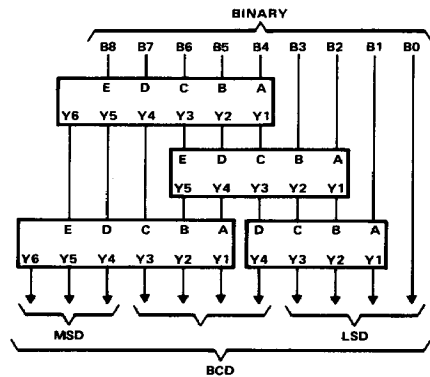 BINARY
B8 B7 B6 B5 B4 B3 B2 B1 B0
E D C B A
Y6 Y5 Y4 Y3 Y2 Y1
E D C B A
Y5 Y4 Y3 Y2 Y1
E D C B A D C B A
Y6 Y5 Y4 Y3 Y2 Y1 Y4 Y3 Y2 Y1
MSD LSD
BCD